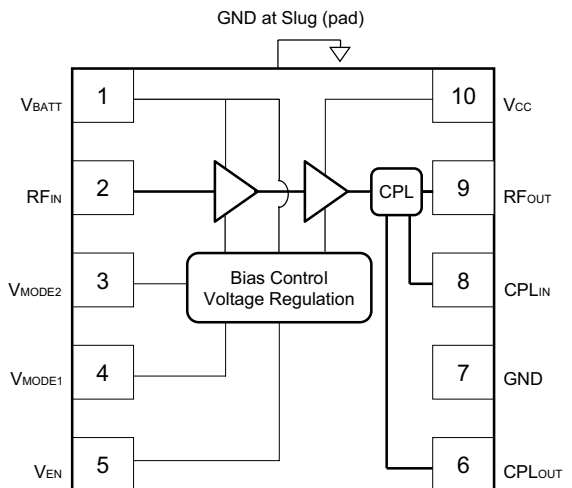 GND at Slug (pad)
1
VBATT
10
VCC
2
RFIN
CPL
9
RFOUT
3
VMODE2
Bias Control
Voltage Regulation
8
CPLIN
4
VMODE1
7
GND
5
VEN
6
CPLOUT